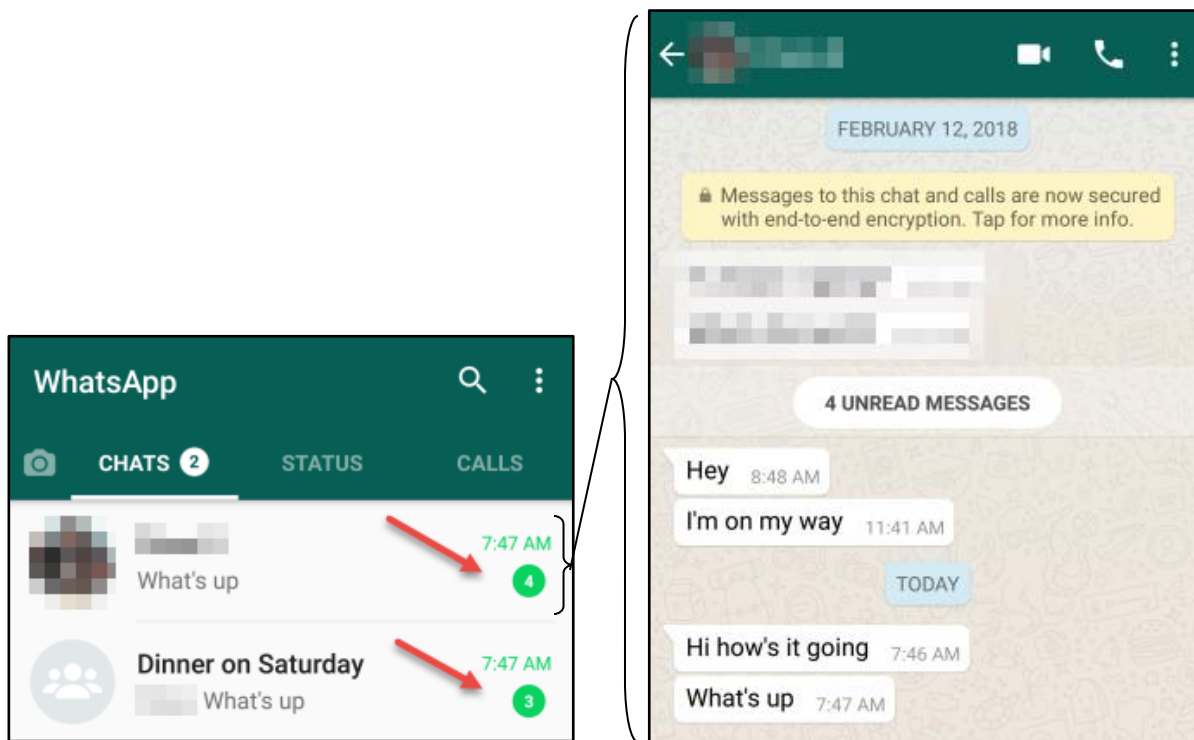 WhatsApp
CHATS 2 STATUS CALLS
7:47 AM
What's up 4
Dinner on Saturday 7:47 AM
What's up 3
FEBRUARY 12, 2018
Messages to this chat and calls are now secured
with end-to-end encryption. Tap for more info.
4 UNREAD MESSAGES
Hey 8:48 AM
I'm on my way 11:41 AM
TODAY
Hi how's it going 7:46 AM
What's up 7:47 AM